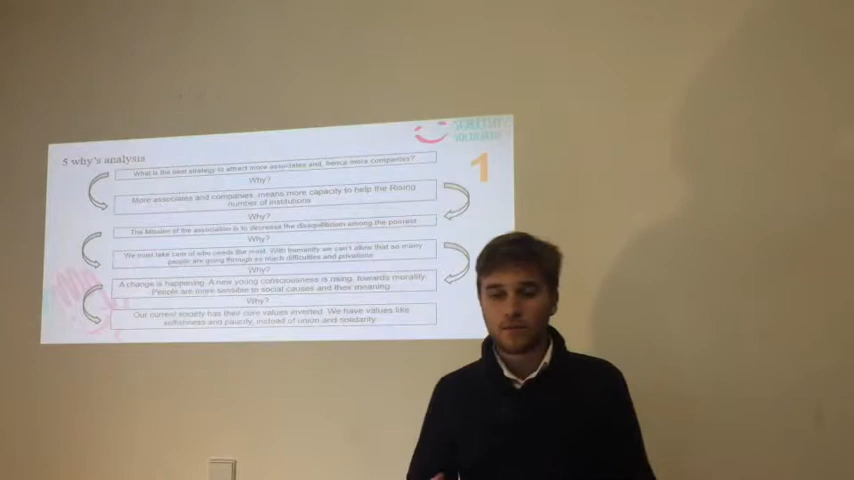 5 why's analysis
1
What is the best strategy to attract more associates and, hence more companies?
Why?
More associates and companies, means more capacity to help the Rising
number of institutions
Why?
The Mission of the association is to decrease the disequilibrium among the poorest
Why?
We must take care of who needs the most. With humanity we can't allow that so many
people are going through so much difficulties and privations
Why?
A change is happening. A new young consciousness is rising, towards morality.
People are more sensible to social causes and their meaning.
Why?
Our current society has their core values inverted. We have values like
selfishness and paucity, instead of union and solidarity.